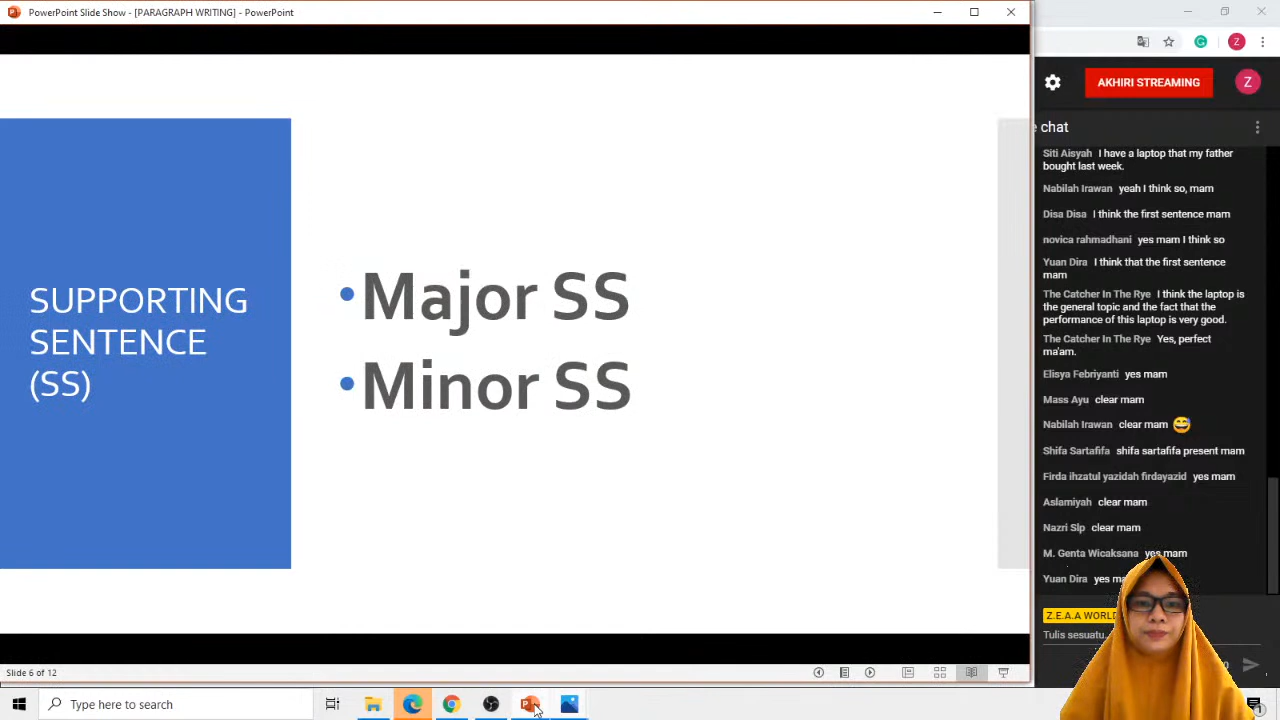 PowerPoint Slide Show - [PARAGRAPH WRITING] - PowerPoint
SUPPORTING
SENTENCE
(SS)
•Major SS
•Minor SS
Slide 6 of 12
Type here to search
Z
AKHIRI STREAMING
Z
chat
Siti Aisyah I have a laptop that my father
bought last week.
Nabilah Irawan yeah I think so, mam
Disa Disa I think the first sentence mam
novica rahmadhani yes mam I think so
Yuan Dira I think that the first sentence
mam
The Catcher In The Rye I think the laptop is
the general topic and the fact that the
performance of this laptop is very good.
The Catcher In The Rye Yes, perfect
ma'am.
Elisya Febriyanti yes mam
Mass Ayu clear mam
Nabilah Irawan clear mam 😅
Shifa Sartafifa shifa sartafifa present mam
Firda ihzatul yazidah firdayazid yes mam
Aslamiyah clear mam
Nazri Slp clear mam
M. Genta Wicaksana yes mam
Yuan Dira yes
Z.E.A.A WORLD
Tulis sesuatu...